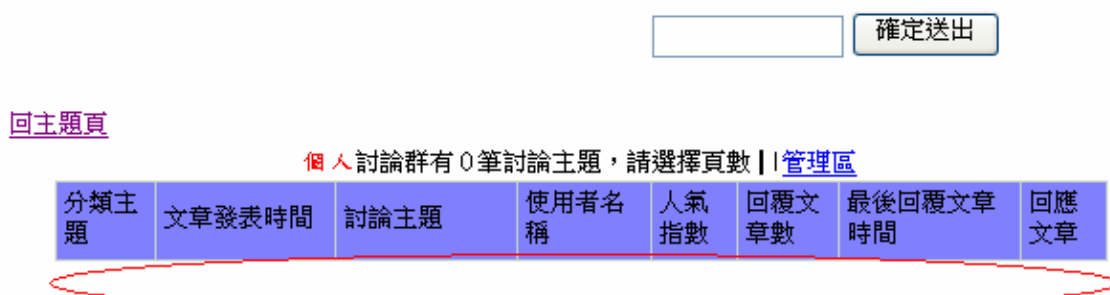 確定送出
回主題頁
個人討論群有0筆討論主題，請選擇頁數 | |管理區
分類主題 文章發表時間 討論主題 使用者名稱 人氣指數 回覆文章數 最後回覆文章時間 回應文章